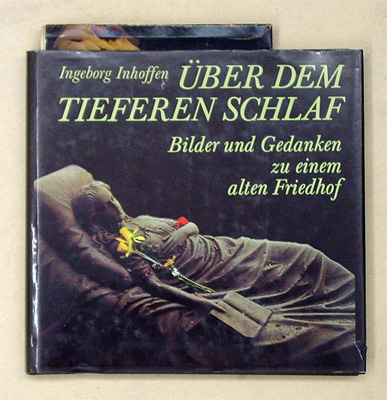 Ingeborg Inhoffen ÜBER DEM
TIEFEREN SCHLAF
Bilder und Gedanken
zu einem
alten Friedhof